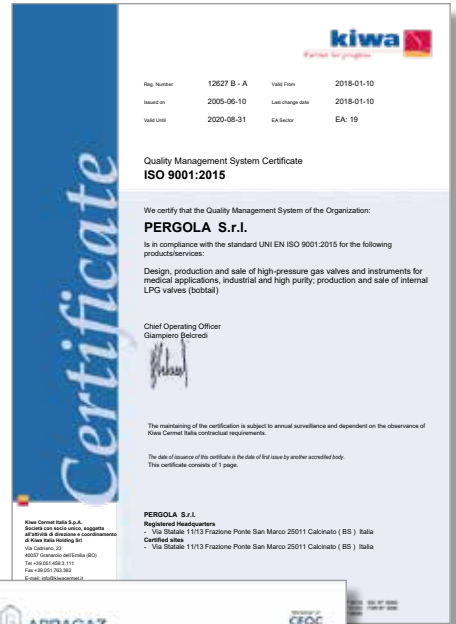 kiwa
Partner for progress
Reg. Number 12627 B - A Valid From 2018-01-10
Issued on 2005-06-10 Last change date 2018-01-10
Valid Until 2020-08-31 EA Sector EA: 19
Certificate
Quality Management System Certificate
ISO 9001:2015
We certify that the Quality Management System of the Organization:
PERGOLA S.r.l.
Is in compliance with the standard UNI EN ISO 9001:2015 for the following
products/services:
Design, production and sale of high-pressure gas valves and instruments for
medical applications, industrial and high purity; production and sale of internal
LPG valves (bobtail)
Chief Operating Officer
Giampiero Belcredi
The maintaining of the certification is subject to annual surveillance and dependent on the observance of
Kiwa Cermet Italia contractual requirements.
The date of issuance of this certificate is the date of first issue by another accredited body.
This certificate consists of 1 page.
Kiwa Cermet Italia S.p.A.
Società con socio unico, soggetta
all'attività di direzione e coordinamento
di Kiwa Italia Holding Srl
Via Cadriano, 23
40057 Granarolo dell'Emilia (BO)
Tel +39.051.459.3.111
Fax +39.051.763.382
E-mail: info@kiwacermet.it
PERGOLA S.r.l.
Registered Headquarters
- Via Statale 11/13 Frazione Ponte San Marco 25011 Calcinato ( BS ) Italia
Certified sites
- Via Statale 11/13 Frazione Ponte San Marco 25011 Calcinato ( BS ) Italia
APRAGAZ
CEOC